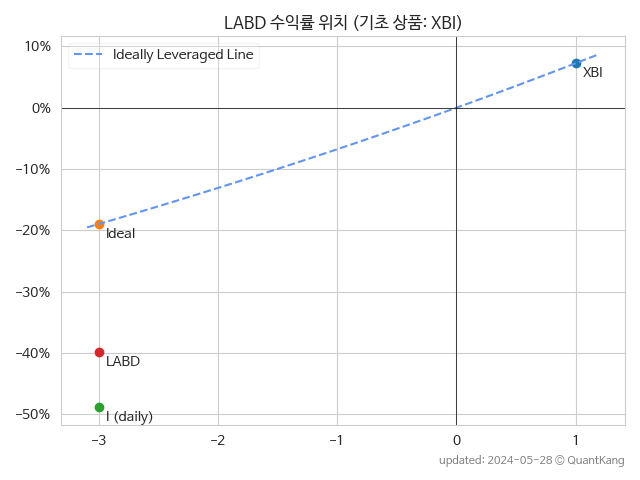 LABD 수익률 위치 (기초 상품: XBI)
Ideally Leveraged Line
10%
0%
-10%
-20%
-30%
-40%
-50%
XBI
Ideal
LABD
I (daily)
-3
-2
-1
0
1
updated: 2024-05-28 © QuantKang